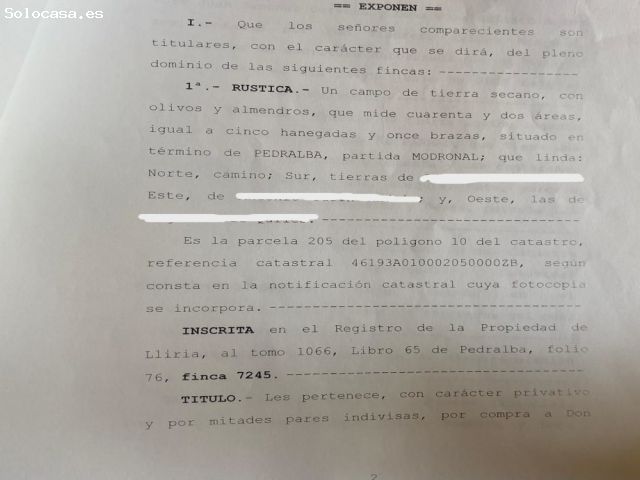 Solocasa.es
== EXPONEN ==
I.- Que los señores comparecientes son
titulares, con el carácter que se dirá, del pleno
dominio de las siguientes fincas: -----------------
1ª.- RUSTICA.- Un campo de tierra secano, con
olivos y almendros, que mide cuarenta y dos áreas,
igual a cinco hanegadas y once brazas, situado en
término de PEDRALBA, partida MODRONAL; que linda:
Norte, camino; Sur, tierras de
Este, de ; y, Oeste, las de
Es la parcela 205 del polígono 10 del catastro,
referencia catastral 46193A010002050000ZB, según
consta en la notificación catastral cuya fotocopia
se incorpora. -------------------------------------
INSCRITA en el Registro de la Propiedad de
Lliria, al tomo 1066, Libro 65 de Pedralba, folio
76, finca 7245. -----------------------------------
TITULO.- Les pertenece, con carácter privativo
y por mitades pares indivisas, por compra a Don
2